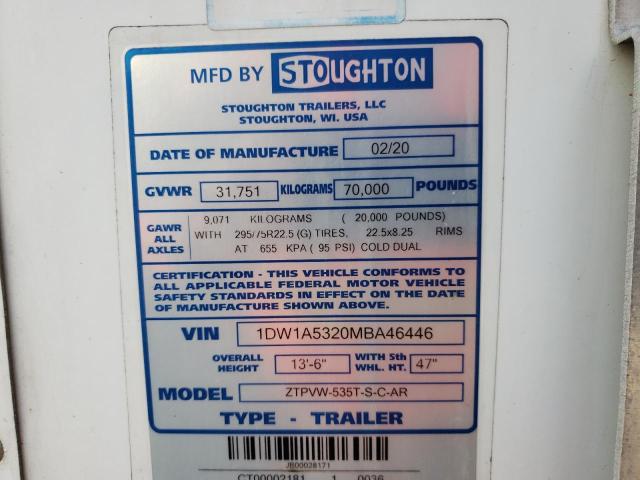 MFD BY STOUGHTON
STOUGHTON TRAILERS, LLC
STOUGHTON, WI. USA
DATE OF MANUFACTURE 02/20
GVWR 31,751 KILOGRAMS 70,000 POUNDS
GAWR ALL AXLES
9,071 KILOGRAMS ( 20,000 POUNDS)
WITH 295/75R22.5 (G) TIRES, 22.5x8.25 RIMS
AT 655 KPA ( 95 PSI) COLD DUAL
CERTIFICATION - THIS VEHICLE CONFORMS TO
ALL APPLICABLE FEDERAL MOTOR VEHICLE
SAFETY STANDARDS IN EFFECT ON THE DATE
OF MANUFACTURE SHOWN ABOVE.
VIN 1DW1A5320MBA46446
OVERALL HEIGHT 13'-6" WITH 5th WHL. HT. 47"
MODEL ZTPVW-535T-S-C-AR
TYPE - TRAILER
JB00028171
CT00002181 1 0036